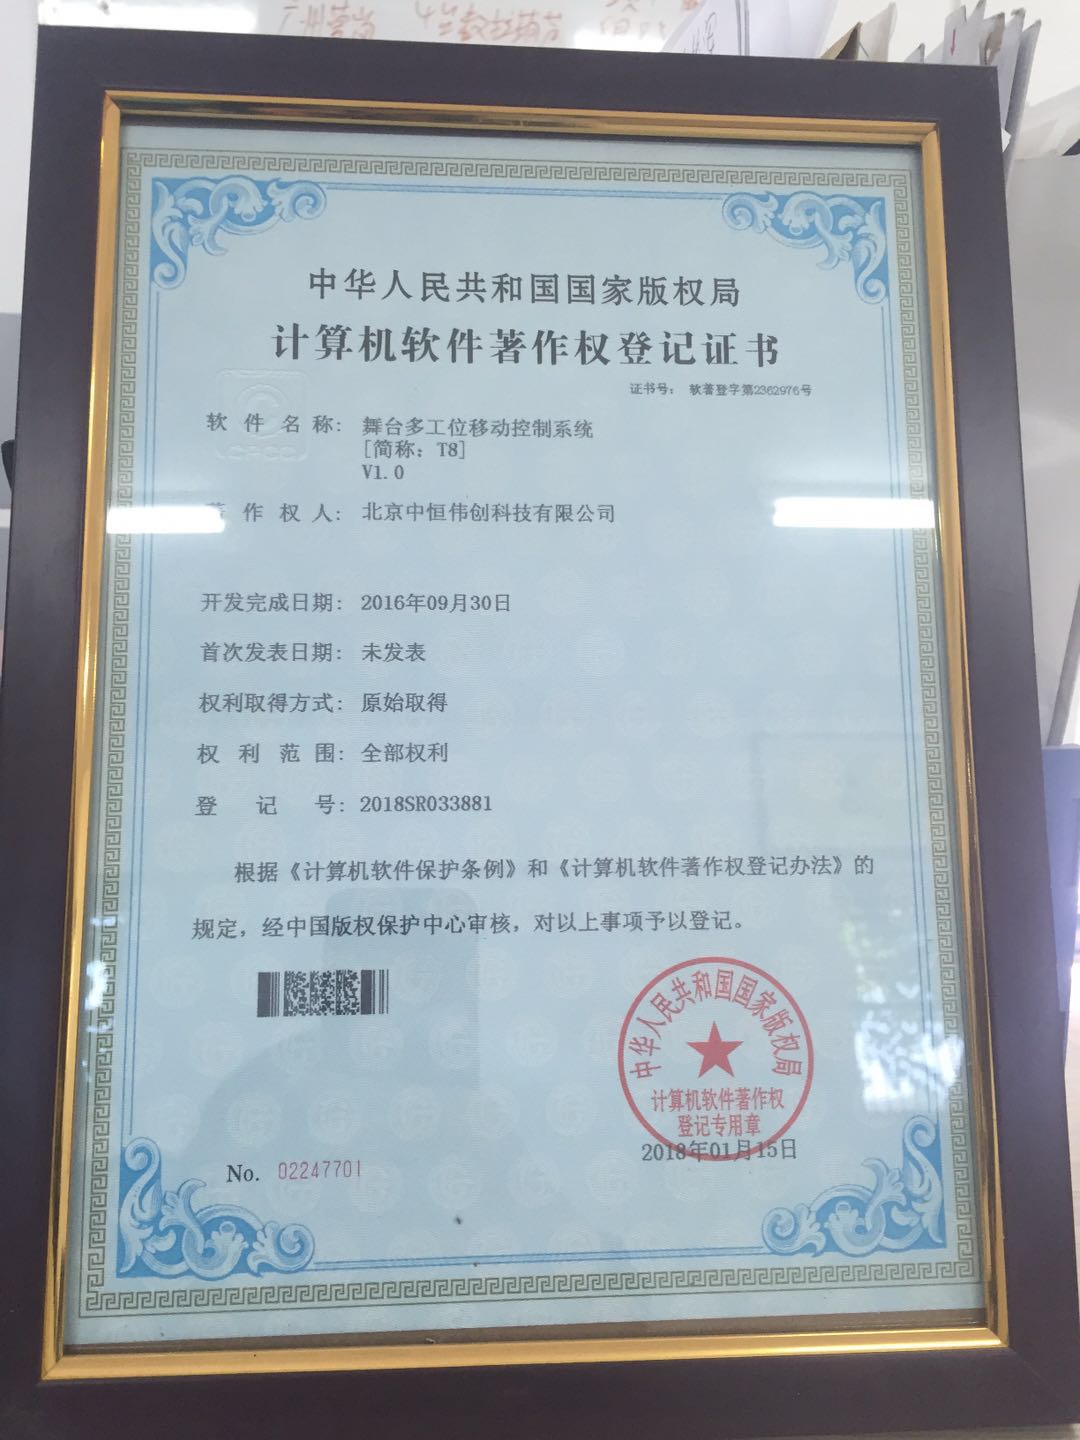 中华人民共和国国家版权局
计算机软件著作权登记证书
证书号： 软著登字第2362976号
软件名称： 舞台多工位移动控制系统
[简称：T8]
V1.0
著作权人： 北京中恒伟创科技有限公司
开发完成日期： 2016年09月30日
首次发表日期： 未发表
权利取得方式： 原始取得
权利范围： 全部权利
登记号： 2018SR033881
根据《计算机软件保护条例》和《计算机软件著作权登记办法》的
规定，经中国版权保护中心审核，对以上事项予以登记。
中华人民共和国国家版权局
计算机软件著作权
登记专用章
2018年01月15日
No. 02247701